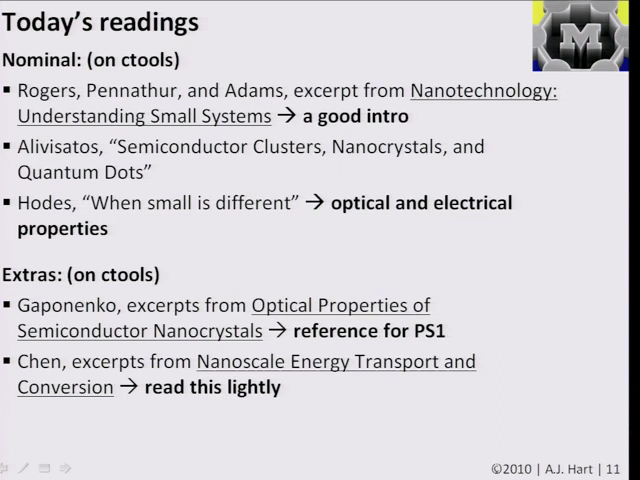 Today's readings
M
Nominal: (on ctools)
▪ Rogers, Pennathur, and Adams, excerpt from Nanotechnology:
Understanding Small Systems → a good intro
▪ Alivisatos, "Semiconductor Clusters, Nanocrystals, and
Quantum Dots"
▪ Hodes, "When small is different" → optical and electrical
properties
Extras: (on ctools)
▪ Gaponenko, excerpts from Optical Properties of
Semiconductor Nanocrystals → reference for PS1
▪ Chen, excerpts from Nanoscale Energy Transport and
Conversion → read this lightly
©2010 | A.J. Hart | 11